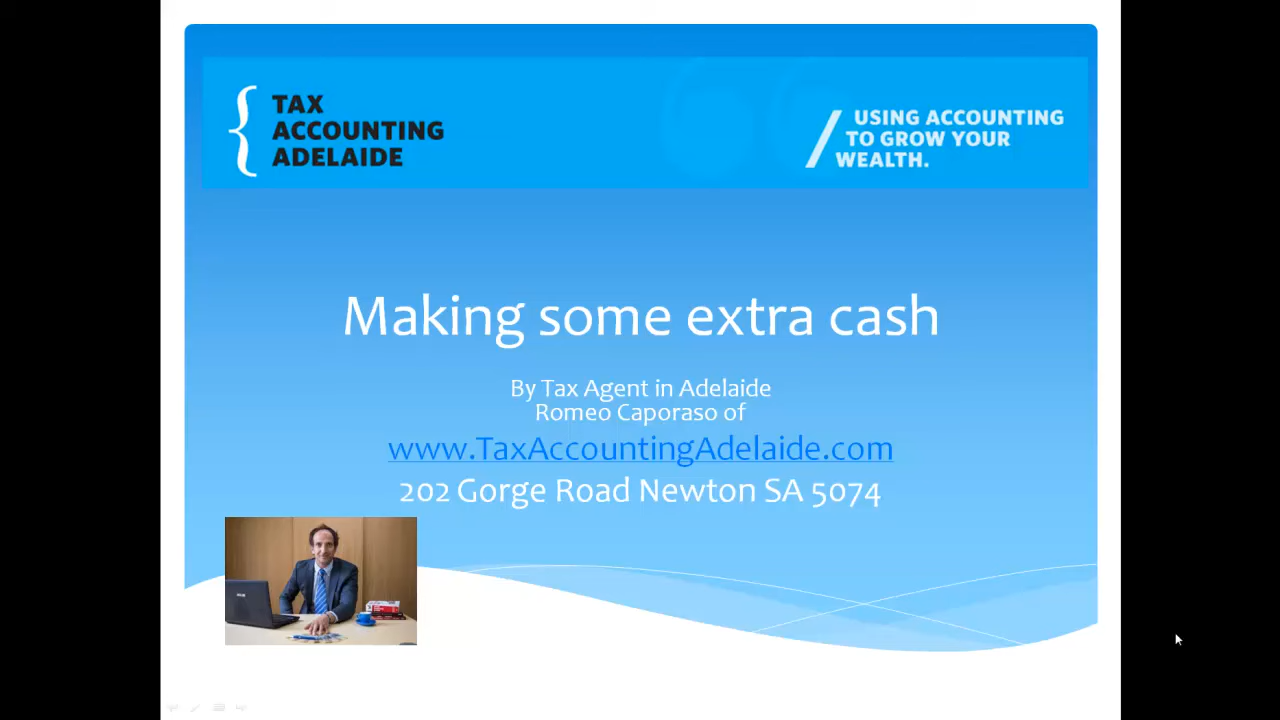 TAX
ACCOUNTING
ADELAIDE
USING ACCOUNTING
TO GROW YOUR
WEALTH.
Making some extra cash
By Tax Agent in Adelaide
Romeo Caporaso of
www.TaxAccountingAdelaide.com
202 Gorge Road Newton SA 5074